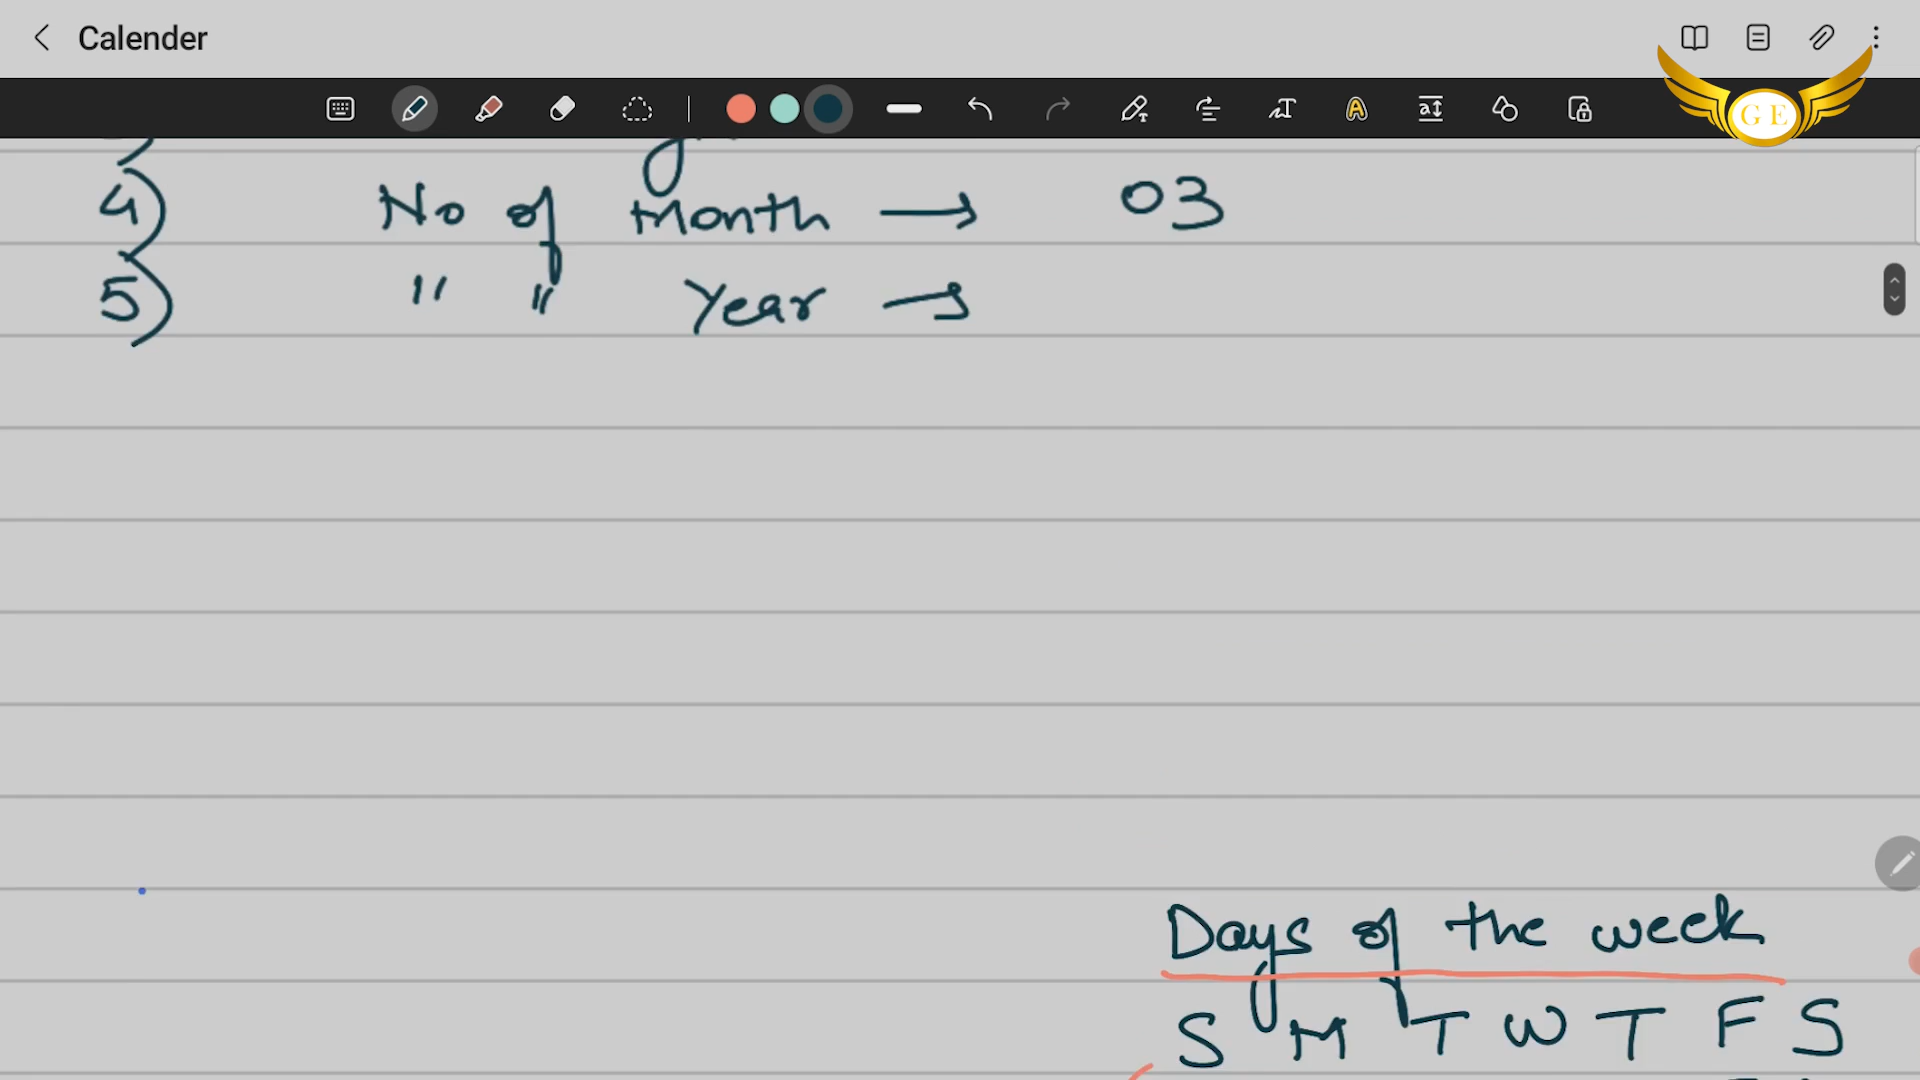 Calender
G E
4) No of Month → 03
5) " " Year →
Days of the week
S M T W T F S